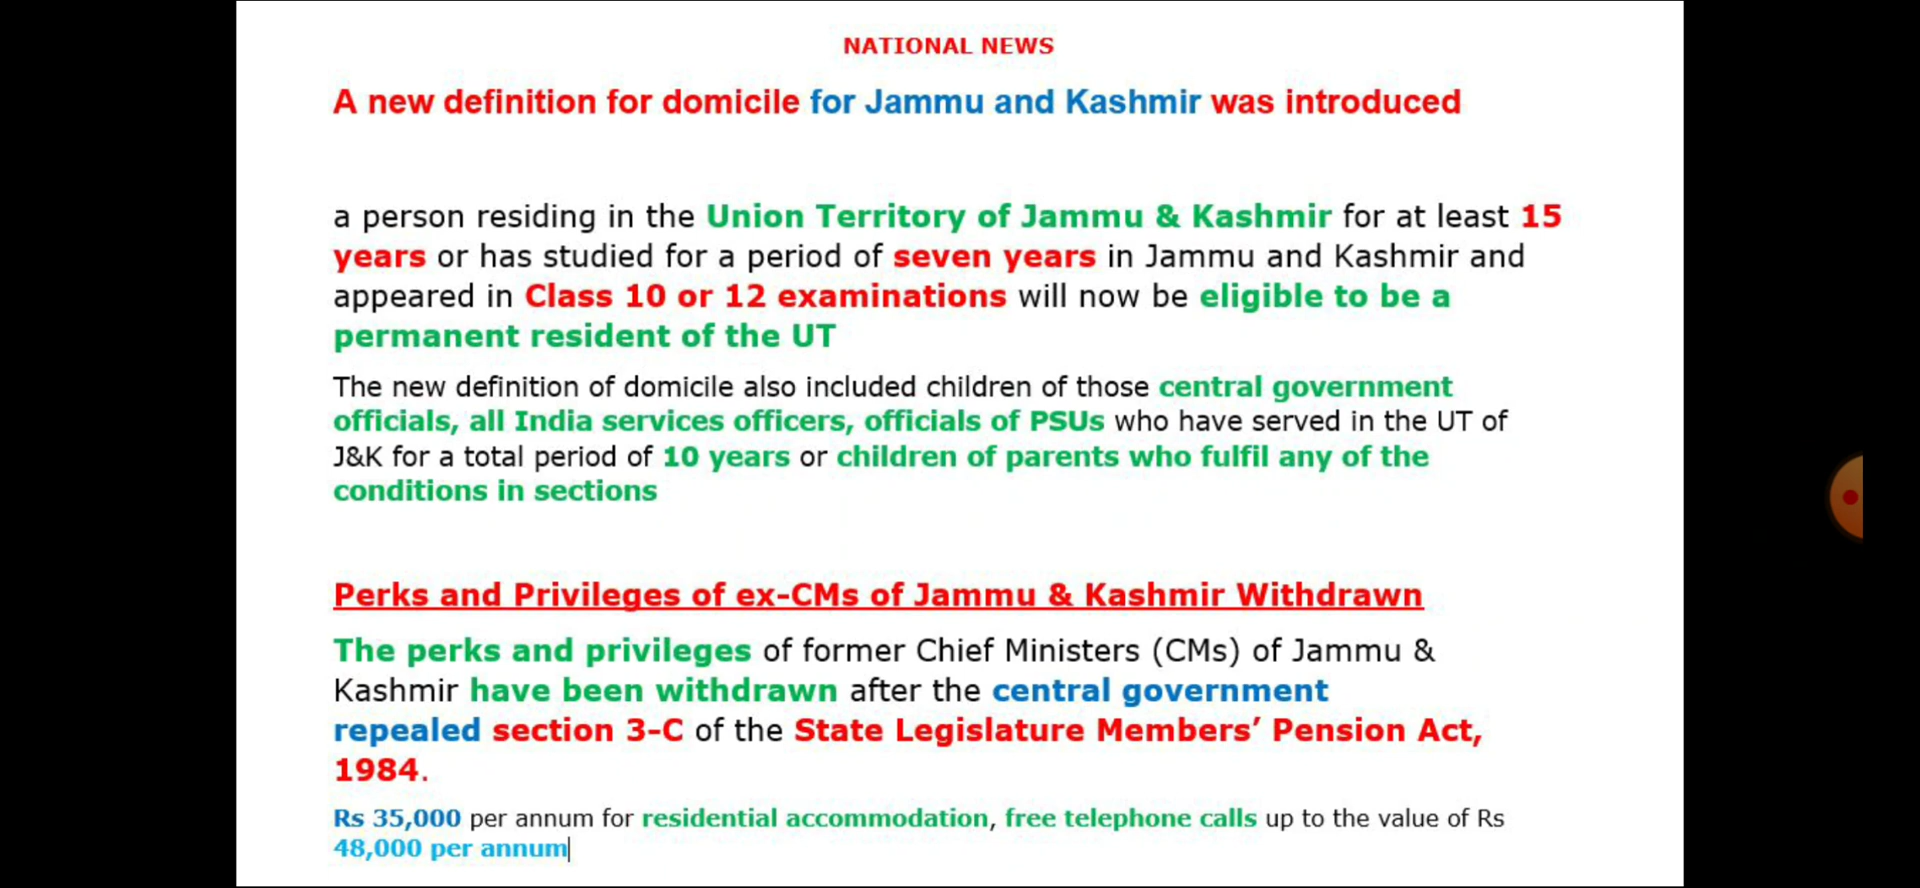 NATIONAL NEWS
A new definition for domicile for Jammu and Kashmir was introduced
a person residing in the Union Territory of Jammu & Kashmir for at least 15
years or has studied for a period of seven years in Jammu and Kashmir and
appeared in Class 10 or 12 examinations will now be eligible to be a
permanent resident of the UT
The new definition of domicile also included children of those central government
officials, all India services officers, officials of PSUs who have served in the UT of
J&K for a total period of 10 years or children of parents who fulfil any of the
conditions in sections
Perks and Privileges of ex-CMs of Jammu & Kashmir Withdrawn
The perks and privileges of former Chief Ministers (CMs) of Jammu &
Kashmir have been withdrawn after the central government
repealed section 3-C of the State Legislature Members’ Pension Act,
1984.
Rs 35,000 per annum for residential accommodation, free telephone calls up to the value of Rs
48,000 per annum